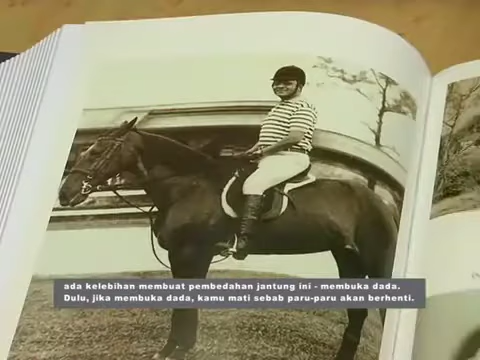 ada kelebihan membuat pembedahan jantung ini - membuka dada.
Dulu, jika membuka dada, kamu mati sebab paru-paru akan berhenti.